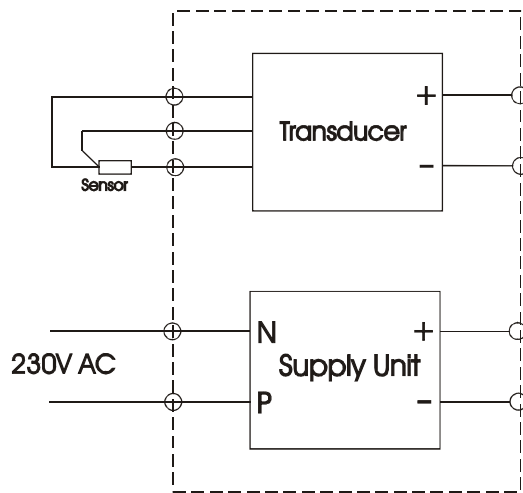 +
Transducer
-
Sensor
N
+
230V AC
Supply Unit
P
-